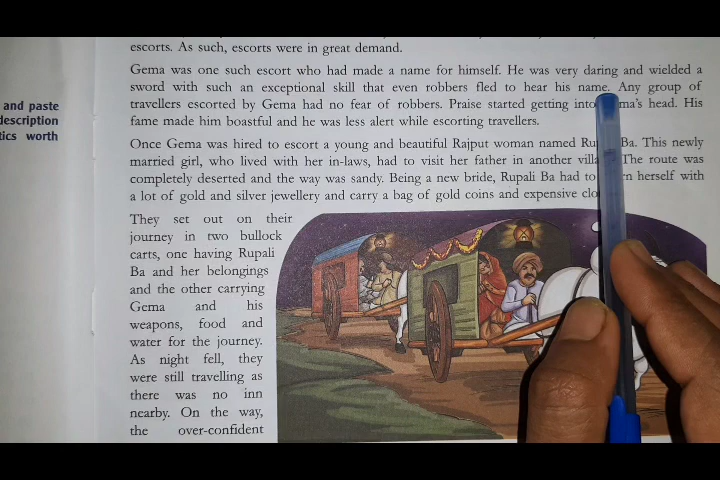 escorts. As such, escorts were in great demand.
Gema was one such escort who had made a name for himself. He was very daring and wielded a
sword with such an exceptional skill that even robbers fled to hear his name. Any group of
travellers escorted by Gema had no fear of robbers. Praise started getting into ma's head. His
fame made him boastful and he was less alert while escorting travellers.
Once Gema was hired to escort a young and beautiful Rajput woman named Ru Ba. This newly
married girl, who lived with her in-laws, had to visit her father in another villa The route was
completely deserted and the way was sandy. Being a new bride, Rupali Ba had to n herself with
a lot of gold and silver jewellery and carry a bag of gold coins and expensive clo
They set out on their
journey in two bullock
carts, one having Rupali
Ba and her belongings
and the other carrying
Gema and his
weapons, food and
water for the journey.
As night fell, they
were still travelling as
there was no inn
nearby. On the way,
the over-confident
and paste
description
tics worth